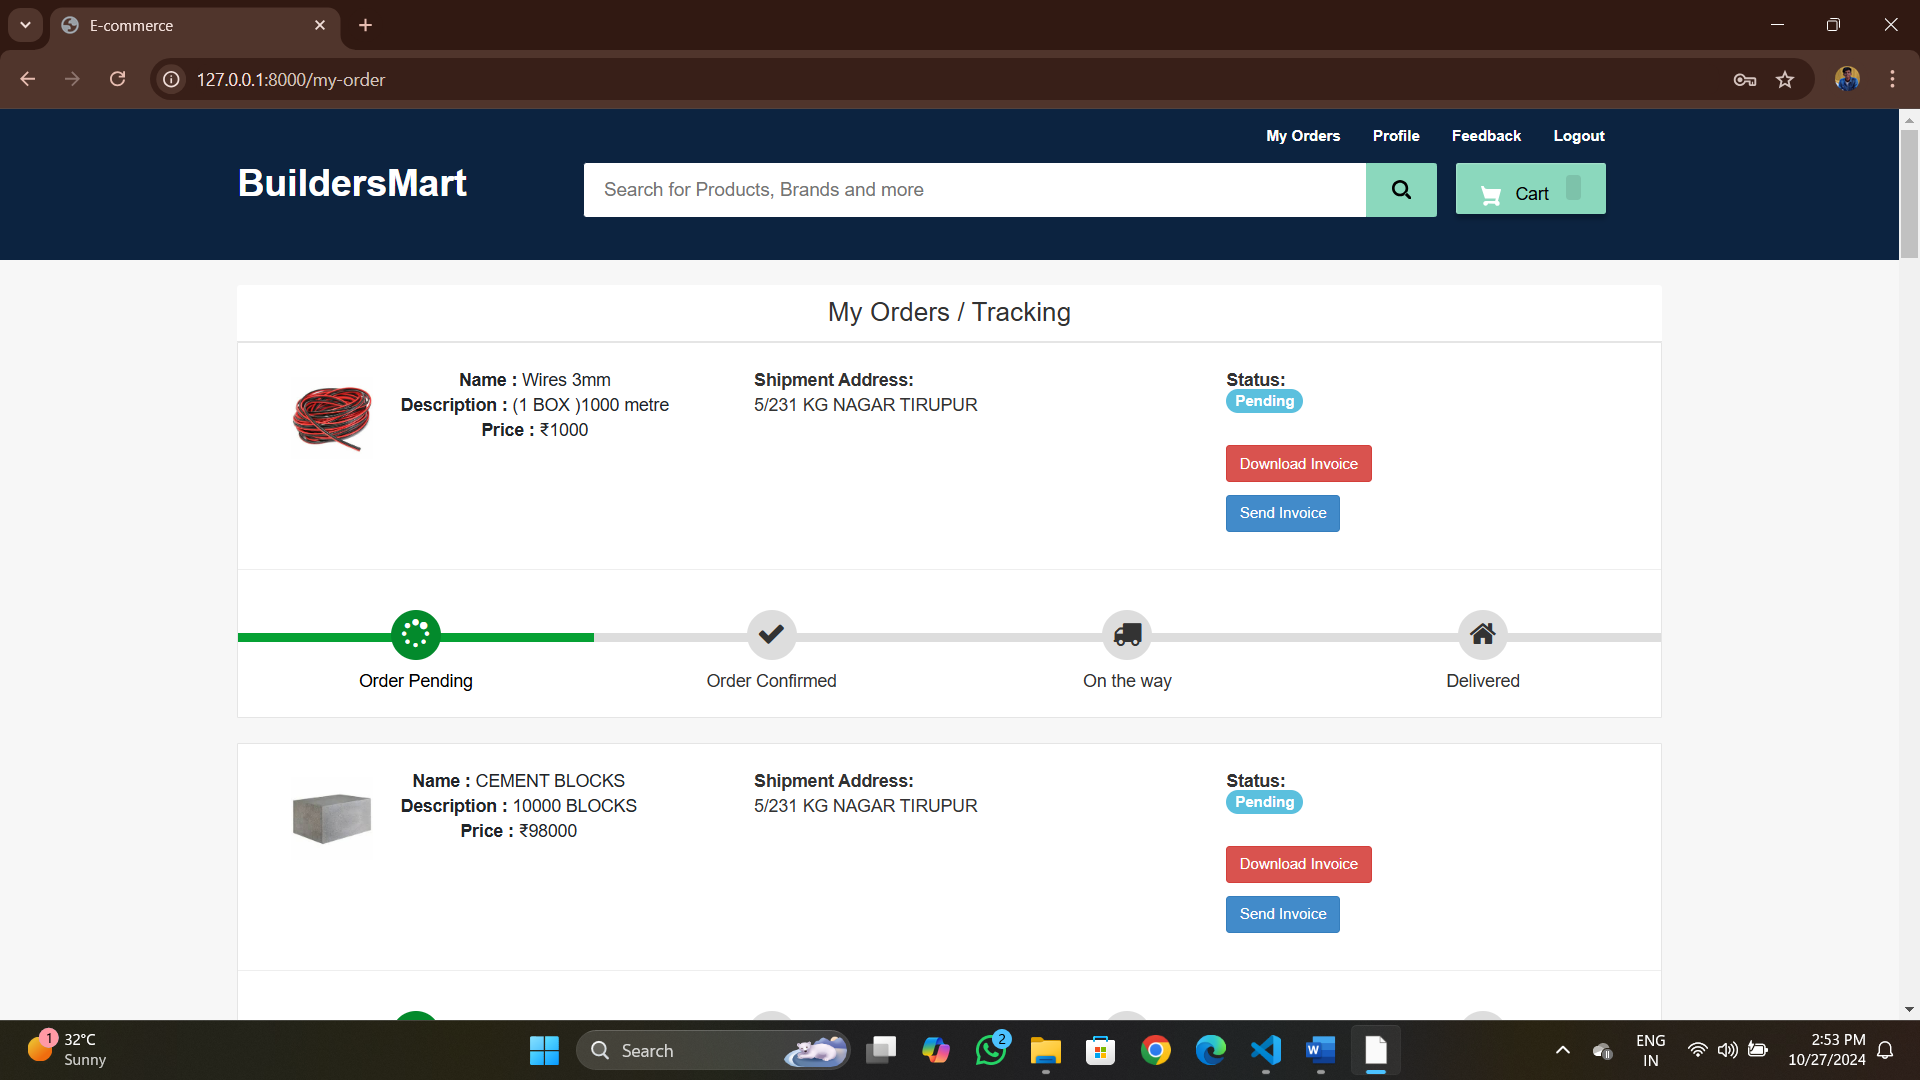 E-commerce
127.0.0.1:8000/my-order
My Orders Profile Feedback Logout
BuildersMart
Search for Products, Brands and more
Cart
My Orders / Tracking
Name : Wires 3mm
Description : (1 BOX )1000 metre
Price : ₹1000
Shipment Address:
5/231 KG NAGAR TIRUPUR
Status:
Pending
Download Invoice
Send Invoice
Order Pending
Order Confirmed
On the way
Delivered
Name : CEMENT BLOCKS
Description : 10000 BLOCKS
Price : ₹98000
Shipment Address:
5/231 KG NAGAR TIRUPUR
Status:
Pending
Download Invoice
Send Invoice
1
32°C
Sunny
Search
2
W
ENG
IN
2:53 PM
10/27/2024